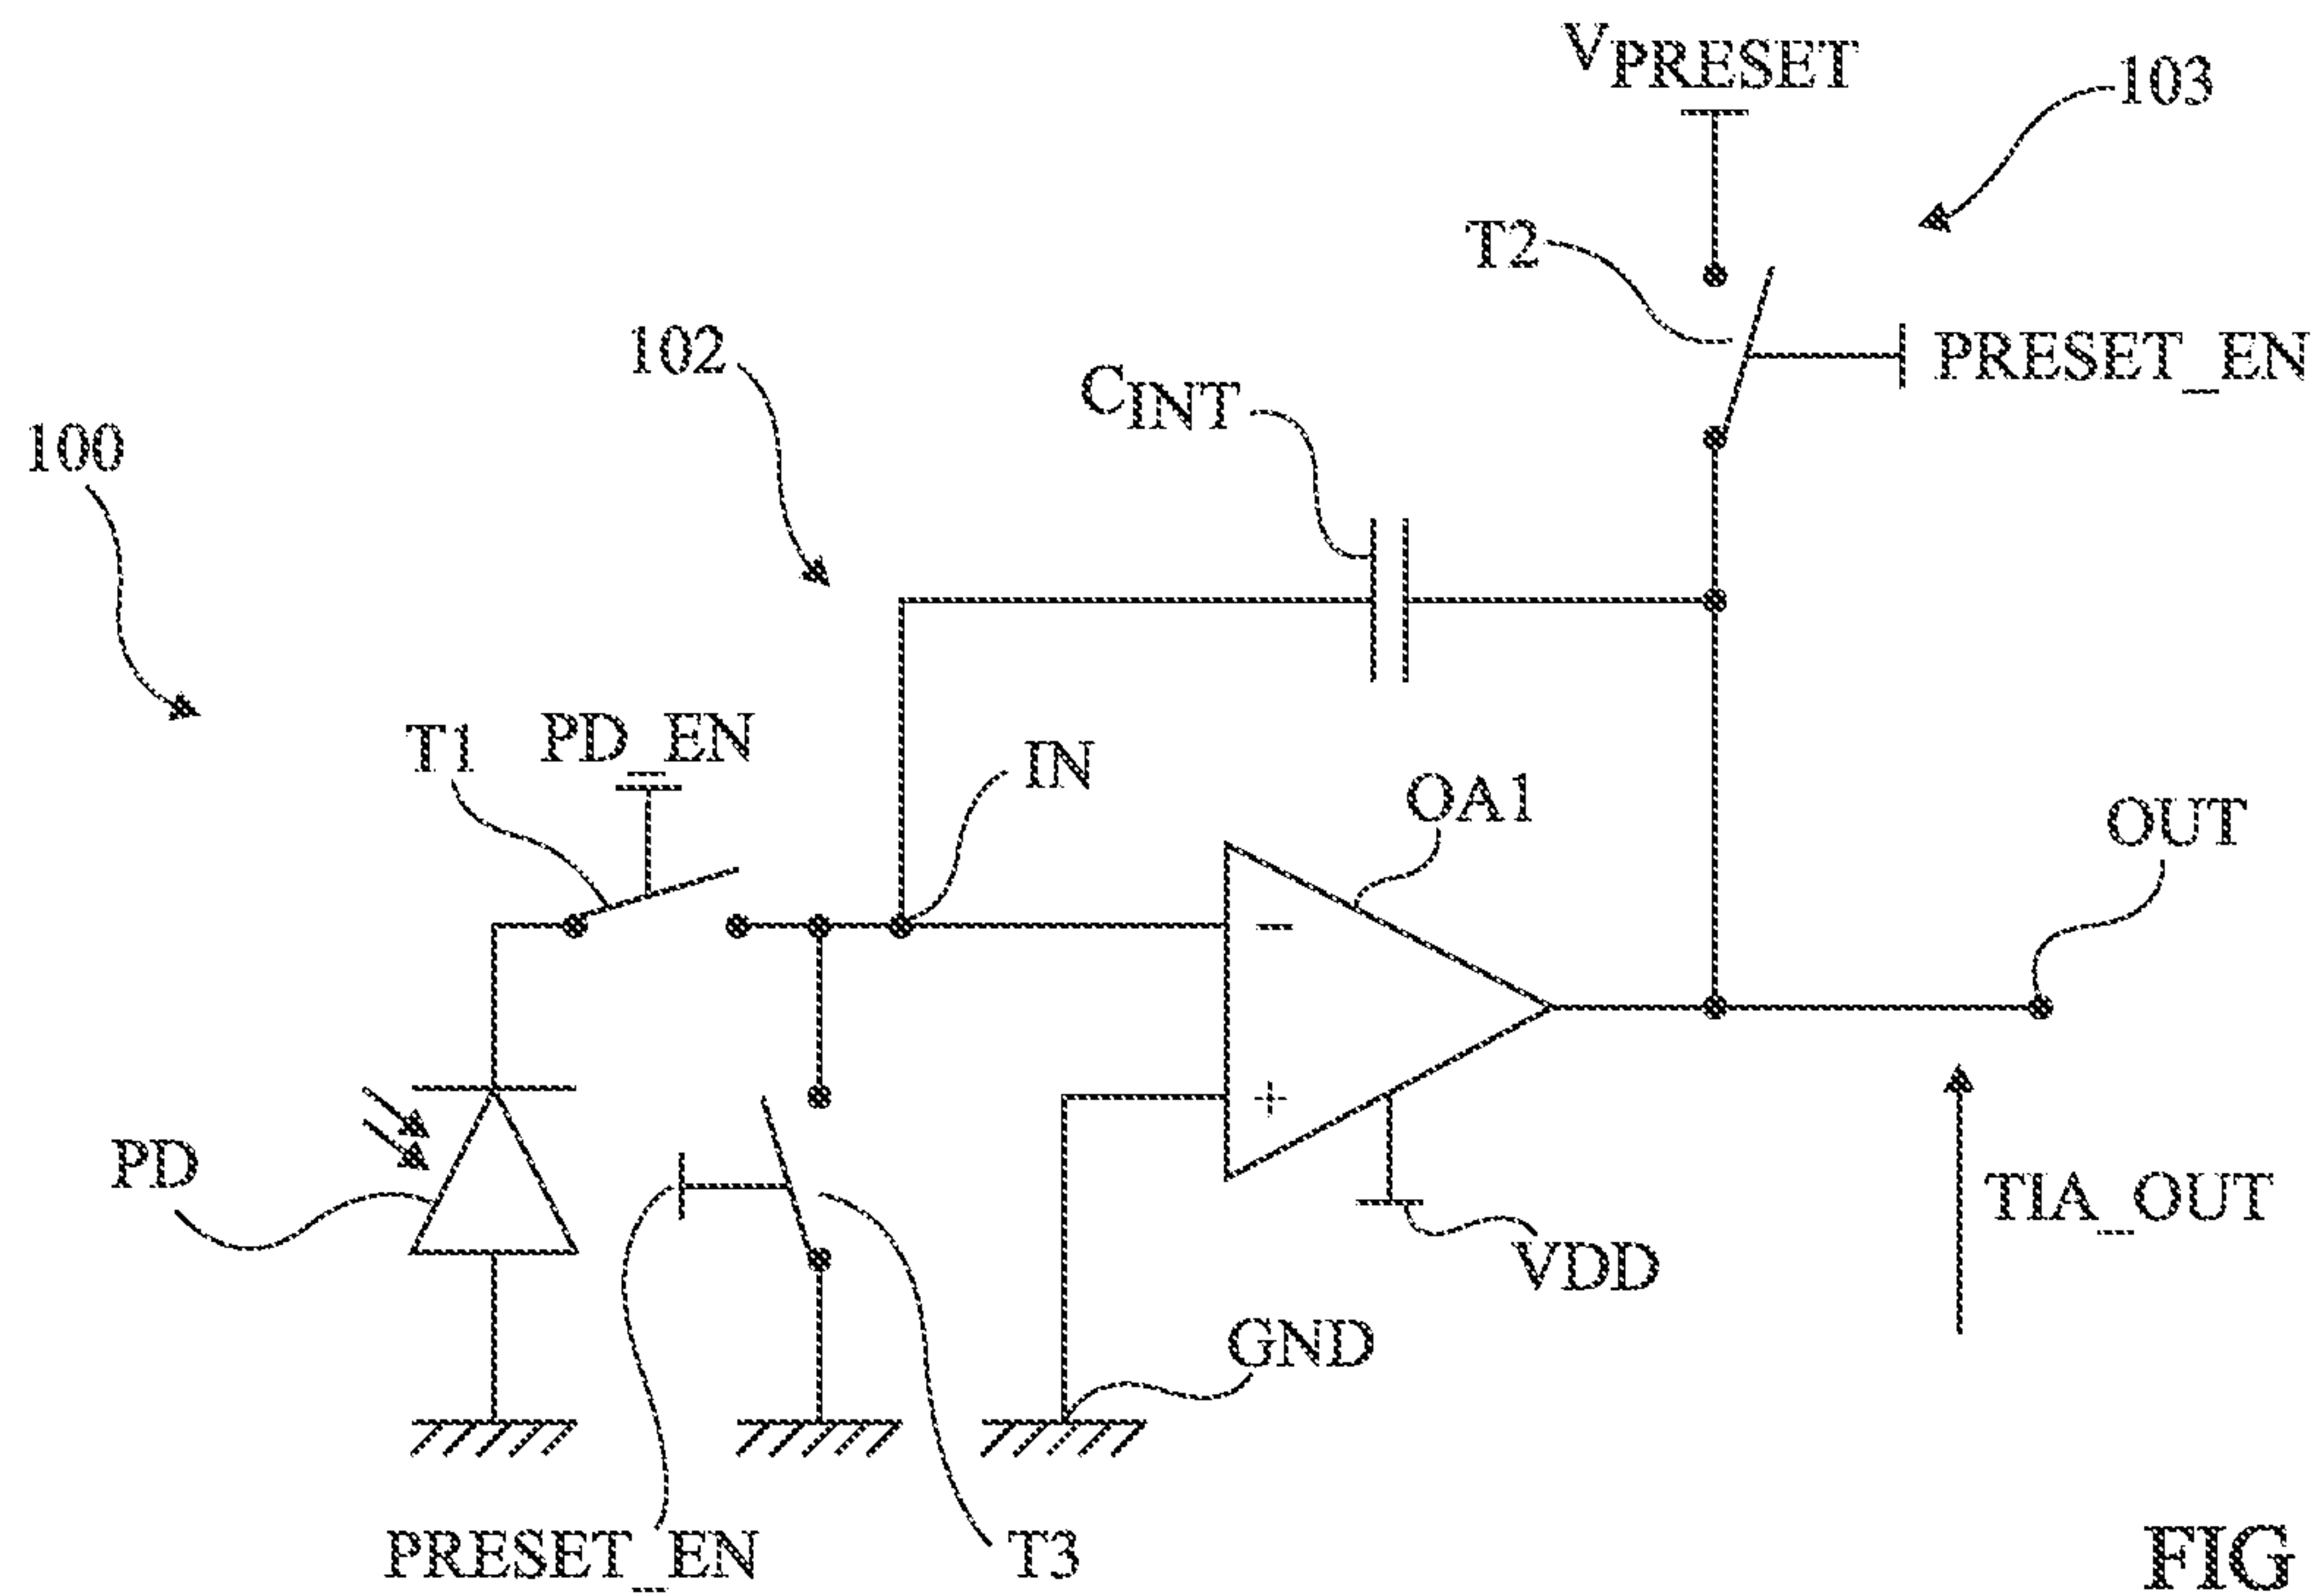 VPRESET
103
T2
102
PRESET_EN
CINT
100
T1
PD_EN
IN
OA1
OUT
−
+
PD
TIA_OUT
VDD
GND
PRESET_EN
T3
FIG